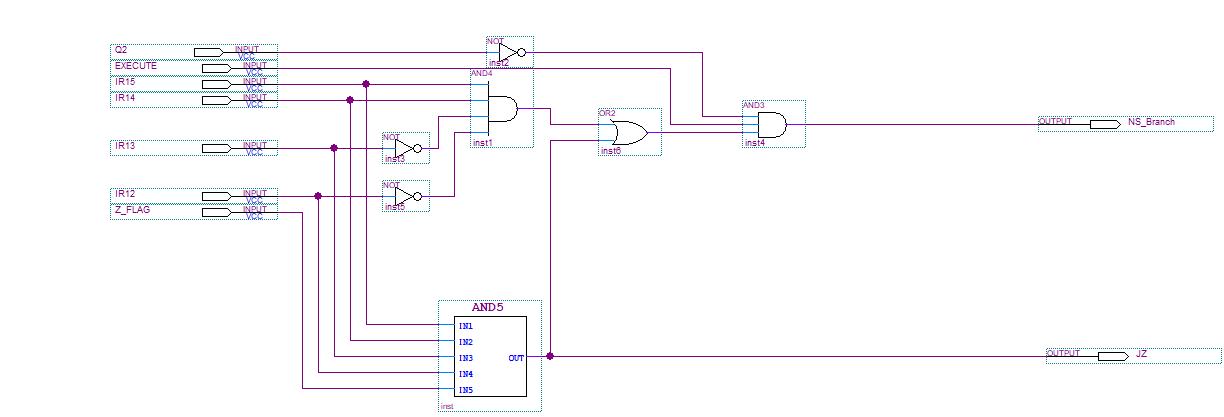 NOT
Q2 INPUT VCC
inst2
EXECUTE INPUT VCC
AND4
IR15 INPUT VCC
IR14 INPUT VCC
AND3
OR2
OUTPUT NS_Branch
NOT
inst1
inst4
IR13 INPUT VCC
inst6
inst3
NOT
IR12 INPUT VCC
inst5
Z_FLAG INPUT VCC
AND5
IN1
IN2
IN3 OUT
OUTPUT JZ
IN4
IN5
inst